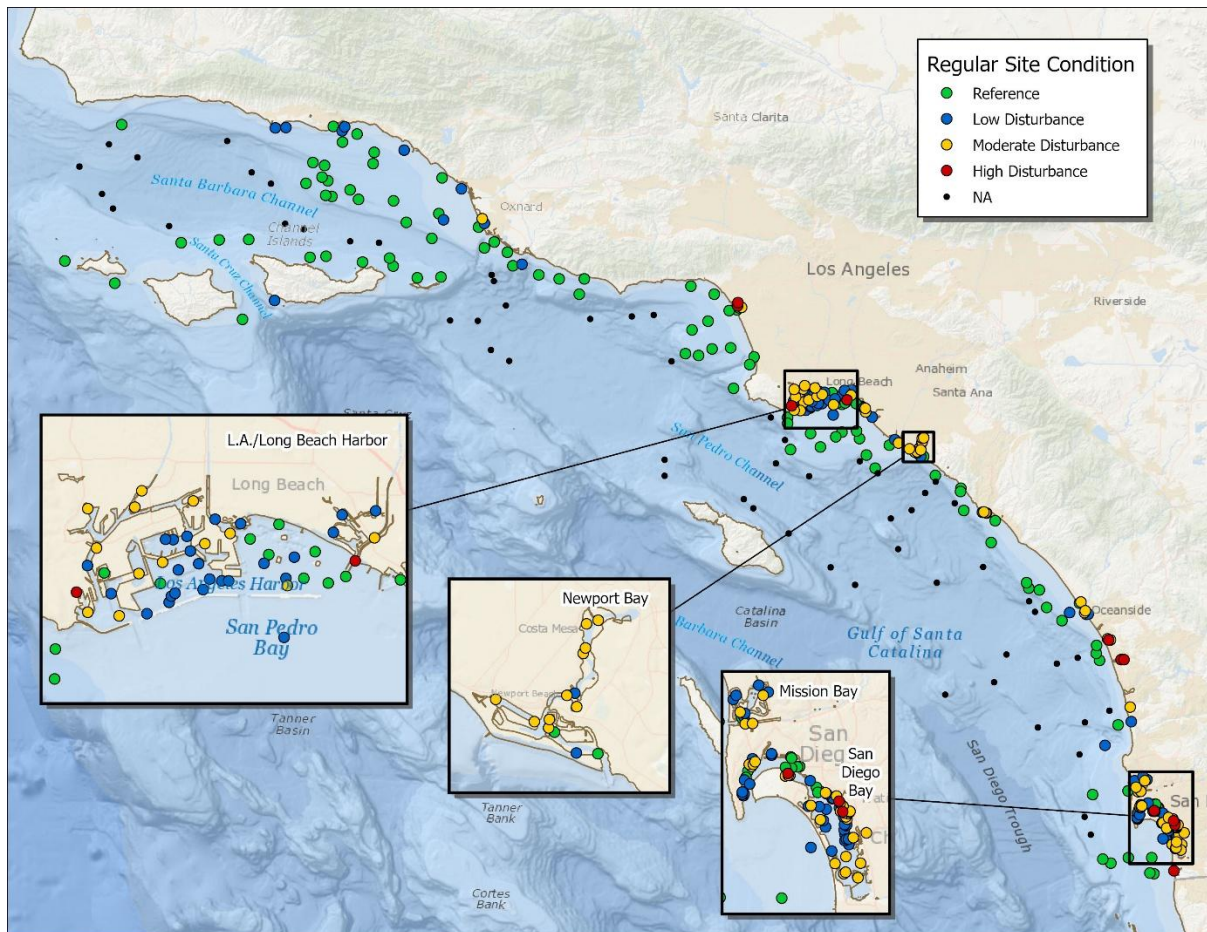 Regular Site Condition
Reference
Low Disturbance
Moderate Disturbance
High Disturbance
NA
Santa Clarita
Santa Barbara Channel
Oxnard
Channel
Islands
Santa Cruz Channel
Los Angeles
Riverside
Anaheim
Long Beach
Santa Ana
San Pedro Channel
L.A./Long Beach Harbor
Long Beach
Los Angeles Harbor
San Pedro
Bay
Newport Bay
Costa Mesa
Newport Beach
Catalina
Basin
Barbara Channel
Gulf of Santa
Catalina
Oceanside
Mission Bay
San
Dieg
San
Diego
Bay
San Diego Trough
San
Tanner
Basin
Tanner
Bank
Cortes
Bank